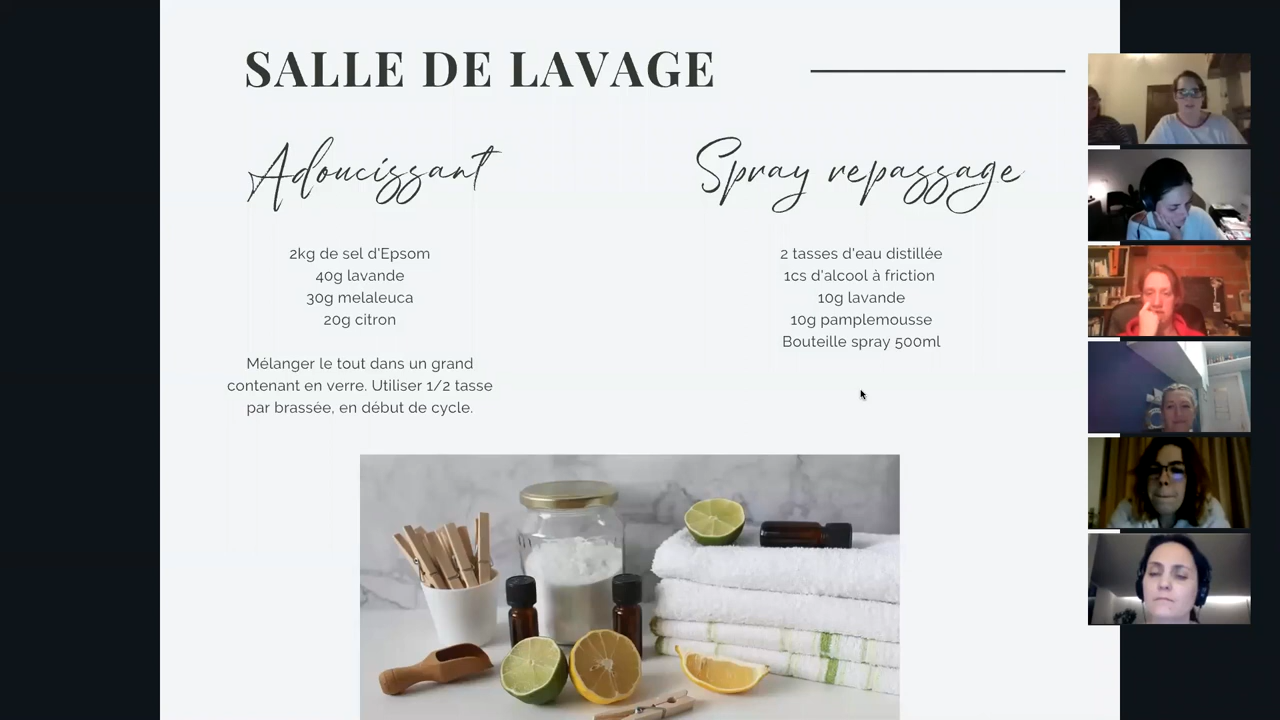 SALLE DE LAVAGE
Adoucissant
2kg de sel d'Epsom
40g lavande
30g melaleuca
20g citron
Mélanger le tout dans un grand
contenant en verre. Utiliser 1/2 tasse
par brassée, en début de cycle.
Spray repassage
2 tasses d'eau distillée
1cs d'alcool à friction
10g lavande
10g pamplemousse
Bouteille spray 500ml